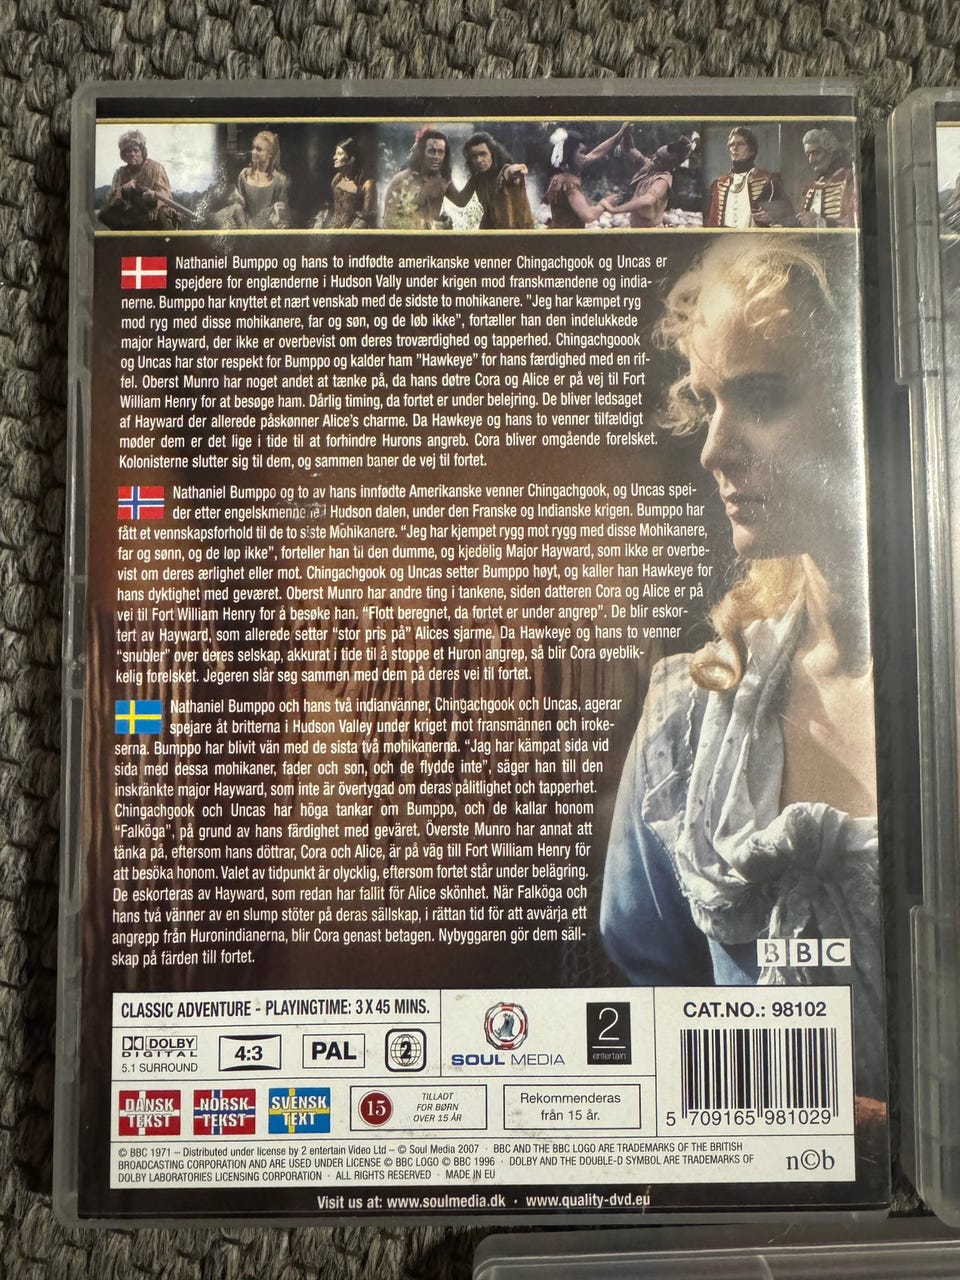 Nathaniel Bumppo og hans to indfødte amerikanske venner Chingachgook og Uncas er
spejdere for englænderne i Hudson Vally under krigen mod franskmændene og india-
nerne. Bumppo har knyttet et nært venskab med de sidste to mohikanere. "Jeg har kæmpet ryg
mod ryg med disse mohikanere, far og søn, og de løb ikke", fortæller han den indelukkede
major Hayward, der ikke er overbevist om deres troværdighed og tapperhed. Chingachgoook
og Uncas har stor respekt for Bumppo og kalder ham "Hawkeye" for hans færdighed med en rif-
fel. Oberst Munro har noget andet at tænke på, da hans døtre Cora og Alice er på vej til Fort
William Henry for at besøge ham. Dårlig timing, da fortet er under belejring. De bliver ledsaget
af Hayward der allerede påskønner Alice's charme. Da Hawkeye og hans to venner tilfældigt
møder dem er det lige i tide til at forhindre Hurons angreb. Cora bliver omgående forelsket.
Kolonisterne slutter sig til dem, og sammen baner de vej til fortet.
Nathaniel Bumppo og to av hans innfødte Amerikanske venner Chingachgook, og Uncas spei-
der etter engelskmennene i Hudson dalen, under den Franske og Indianske krigen. Bumppo har
fått et vennskapsforhold til de to siste Mohikanere. "Jeg har kjempet rygg mot rygg med disse Mohikanere,
far og sønn, og de løp ikke", forteller han til den dumme, og kjedelig Major Hayward, som ikke er overbe-
vist om deres ærlighet eller mot. Chingachgook og Uncas setter Bumppo høyt, og kaller han Hawkeye for
hans dyktighet med geværet. Oberst Munro har andre ting i tankene, siden datteren Cora og Alice er på
vei til Fort William Henry for å besøke han. "Flott beregnet, da fortet er under angrep". De blir eskor-
tert av Hayward, som allerede setter "stor pris på" Alices sjarme. Da Hawkeye og hans to venner
"snubler" over deres selskap, akkurat i tide til å stoppe et Huron angrep, så blir Cora øyeblik-
kelig forelsket. Jegeren slår seg sammen med dem på deres vei til fortet.
Nathaniel Bumppo och hans två indianvänner, Chingachgook och Uncas, agerar
spejare åt britterna i Hudson Valley under kriget mot fransmännen och iroke-
serna. Bumppo har blivit vän med de sista två mohikanerna. "Jag har kämpat sida vid
sida med dessa mohikaner, fader och son, och de flydde inte", säger han till den
inskränkte major Hayward, som inte är övertygad om deras pålitlighet och tapperhet.
Chingachgook och Uncas har höga tankar om Bumppo, och de kallar honom
"Falköga", på grund av hans färdighet med geväret. Överste Munro har annat att
tänka på, eftersom hans döttrar, Cora och Alice, är på väg till Fort William Henry för
att besöka honom. Valet av tidpunkt är olycklig, eftersom fortet står under belägring.
De eskorteras av Hayward, som redan har fallit för Alice skönhet. När Falköga och
hans två vänner av en slump stöter på deras sällskap, i rättan tid för att avvärja ett
angrepp från Huronindianerna, blir Cora genast betagen. Nybyggaren gör dem säll-
skap på färden till fortet.
BBC
CLASSIC ADVENTURE - PLAYINGTIME: 3 X 45 MINS.
DOLBY
DIGITAL
5.1 SURROUND
4:3
PAL
2
SOUL MEDIA
2
entertain
CAT.NO.: 98102
5 709165 981029
DANSK
TEKST
NORSK
TEKST
SVENSK
TEXT
15
TILLADT
FOR BØRN
OVER 15 ÅR
Rekommenderas
från 15 år.
© BBC 1971 – Distributed under license by 2 entertain Video Ltd – © Soul Media 2007 · BBC AND THE BBC LOGO ARE TRADEMARKS OF THE BRITISH
BROADCASTING CORPORATION AND ARE USED UNDER LICENSE © BBC LOGO © BBC 1996 · DOLBY AND THE DOUBLE-D SYMBOL ARE TRADEMARKS OF
DOLBY LABORATORIES LICENSING CORPORATION · ALL RIGHTS RESERVED · MADE IN EU
n©b
Visit us at: www.soulmedia.dk · www.quality-dvd.eu